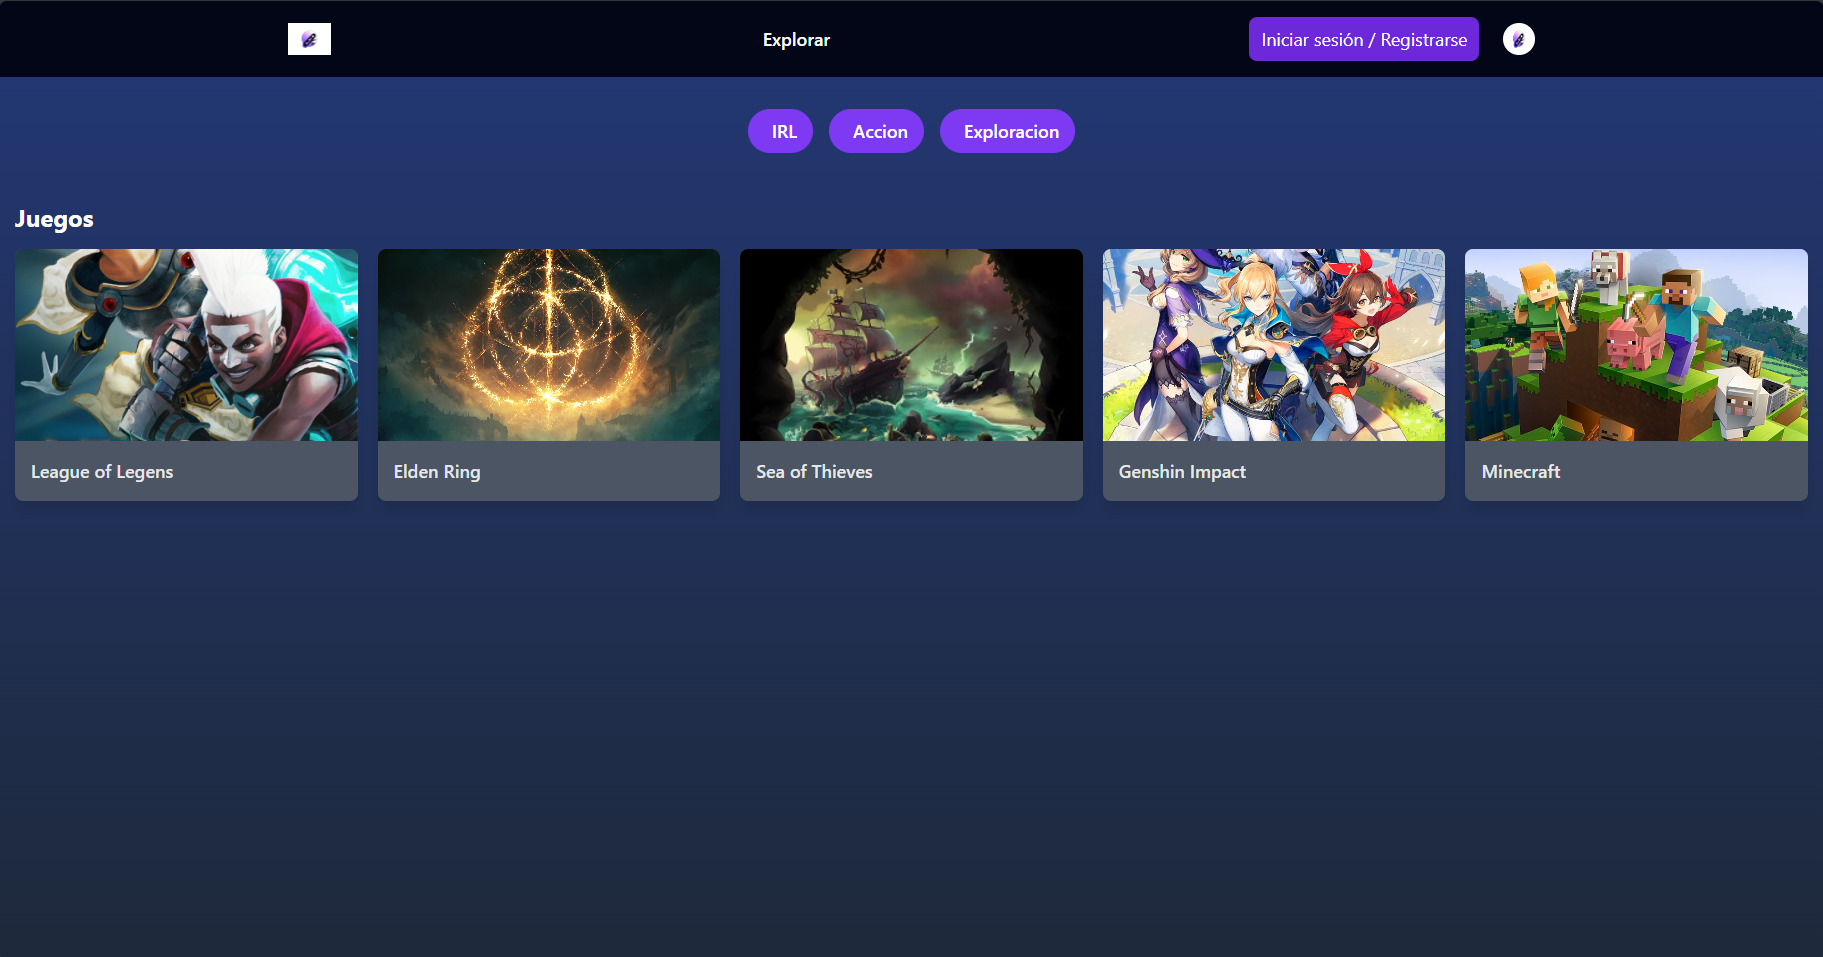 Explorar
Iniciar sesión / Registrarse
IRL
Accion
Exploracion
Juegos
League of Legens
Elden Ring
Sea of Thieves
Genshin Impact
Minecraft